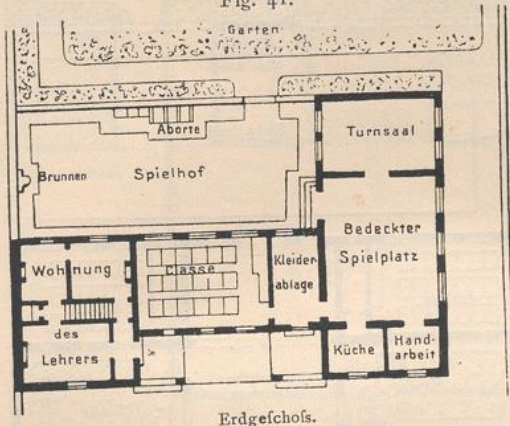 Fig. 41.
Garten
Aborte
Turnsaal
Brunnen
Spielhof
Bedeckter
Spielplatz
Wohnung
Classe
Kleider
ablage
des
Lehrers
Küche
Hand-
arbeit
Erdgeſchoſs.